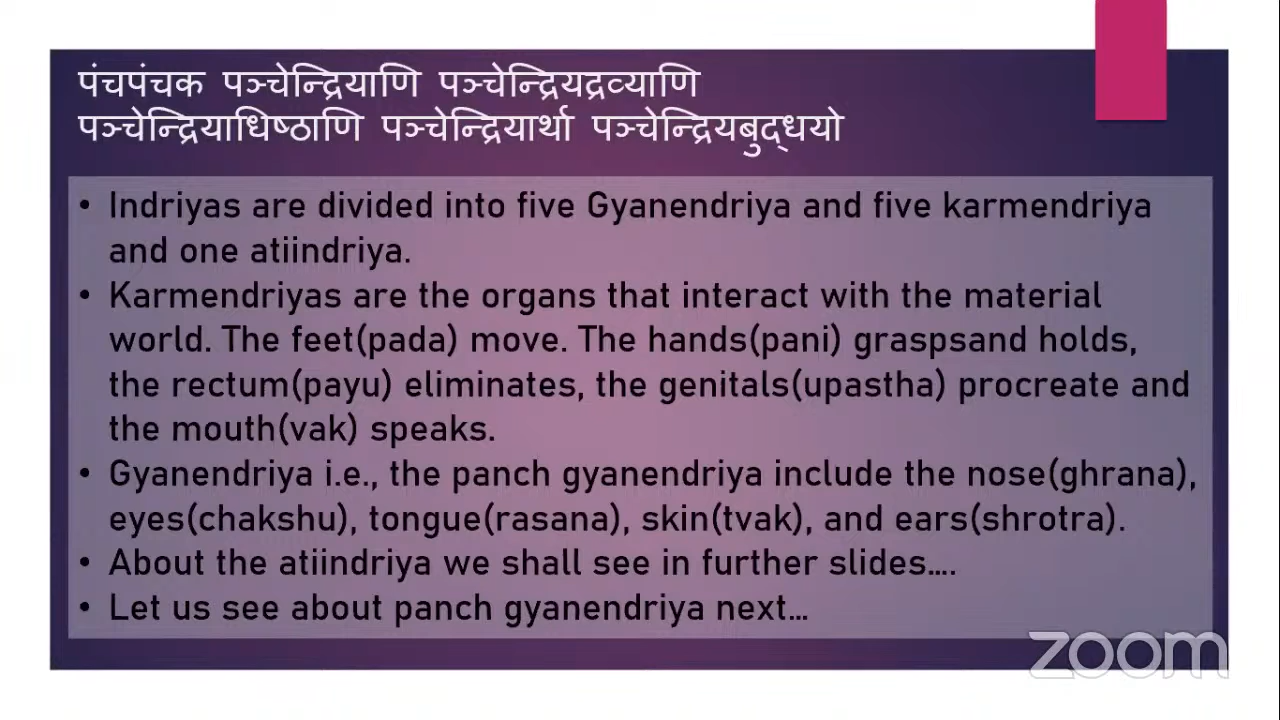 पंचपंचक पञ्चेन्द्रियाणि पञ्चेन्द्रियद्रव्याणि
पञ्चेन्द्रियाधिष्ठाणि पञ्चेन्द्रियार्था पञ्चेन्द्रियबुद्धयो
• Indriyas are divided into five Gyanendriya and five karmendriya
and one atiindriya.
• Karmendriyas are the organs that interact with the material
world. The feet(pada) move. The hands(pani) graspsand holds,
the rectum(payu) eliminates, the genitals(upastha) procreate and
the mouth(vak) speaks.
• Gyanendriya i.e., the panch gyanendriya include the nose(ghrana),
eyes(chakshu), tongue(rasana), skin(tvak), and ears(shrotra).
• About the atiindriya we shall see in further slides....
• Let us see about panch gyanendriya next...
zoom